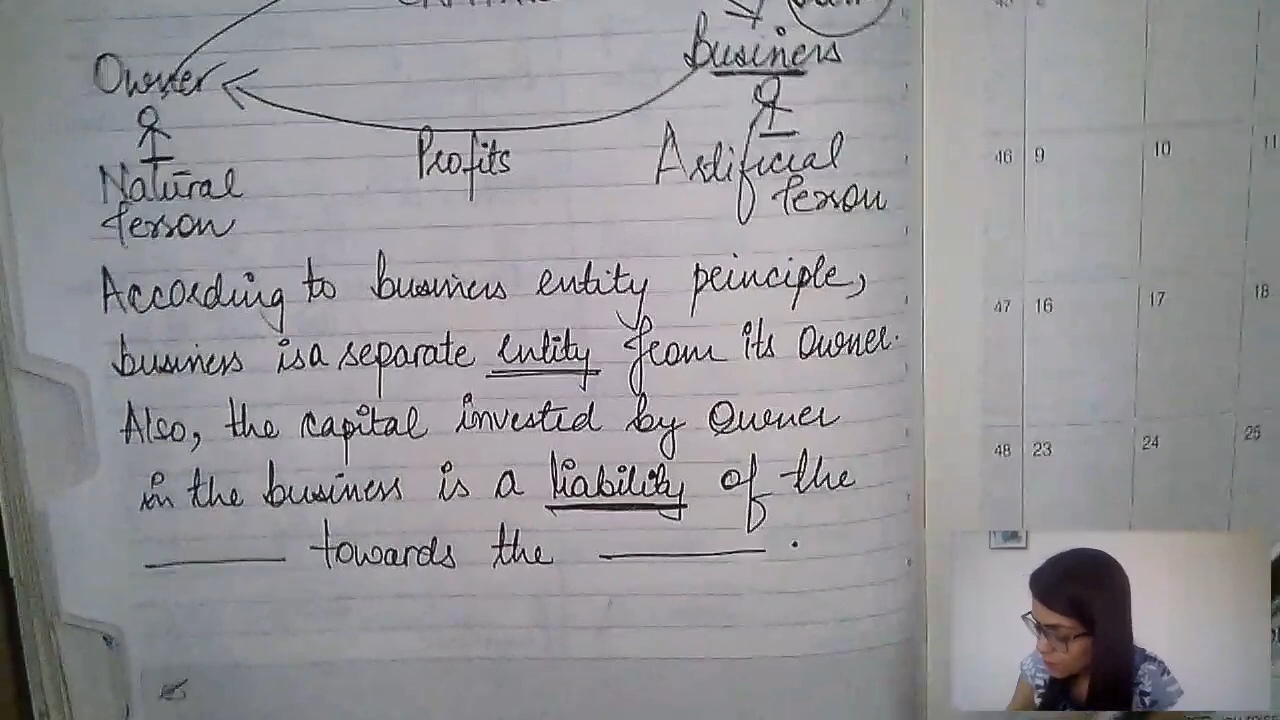 Owner
Business
Profits
Natural
Person
Artificial
Person
According to business entity principle,
business is a separate entity from its owner.
Also, the capital invested by Owner
in the business is a liability of the
towards the .
46 9 10 11
47 16 17 18
48 23 24 25